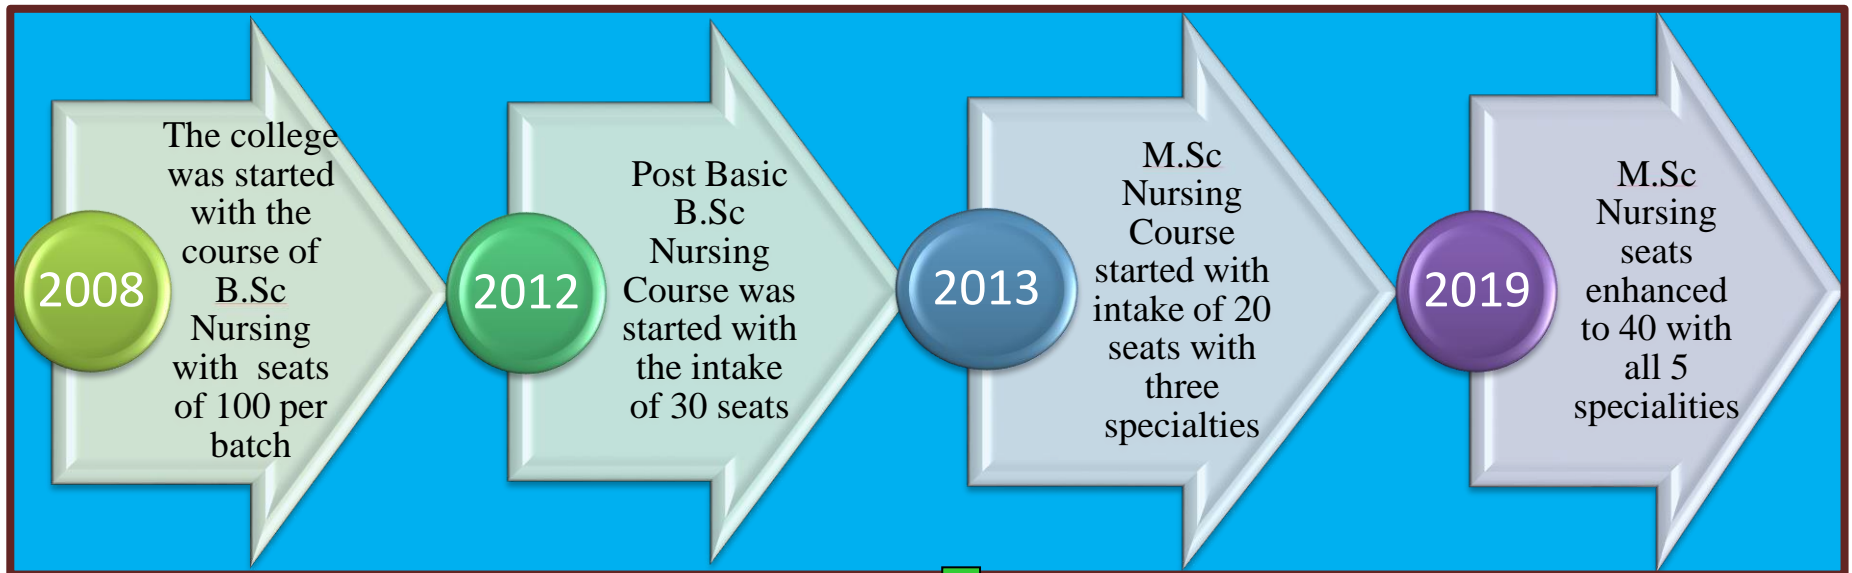 2008
The college
was started
with the
course of
B.Sc
Nursing
with seats
of 100 per
batch
2012
Post Basic
B.Sc
Nursing
Course was
started with
the intake
of 30 seats
2013
M.Sc
Nursing
Course
started with
intake of 20
seats with
three
specialties
2019
M.Sc
Nursing
seats
enhanced
to 40 with
all 5
specialities